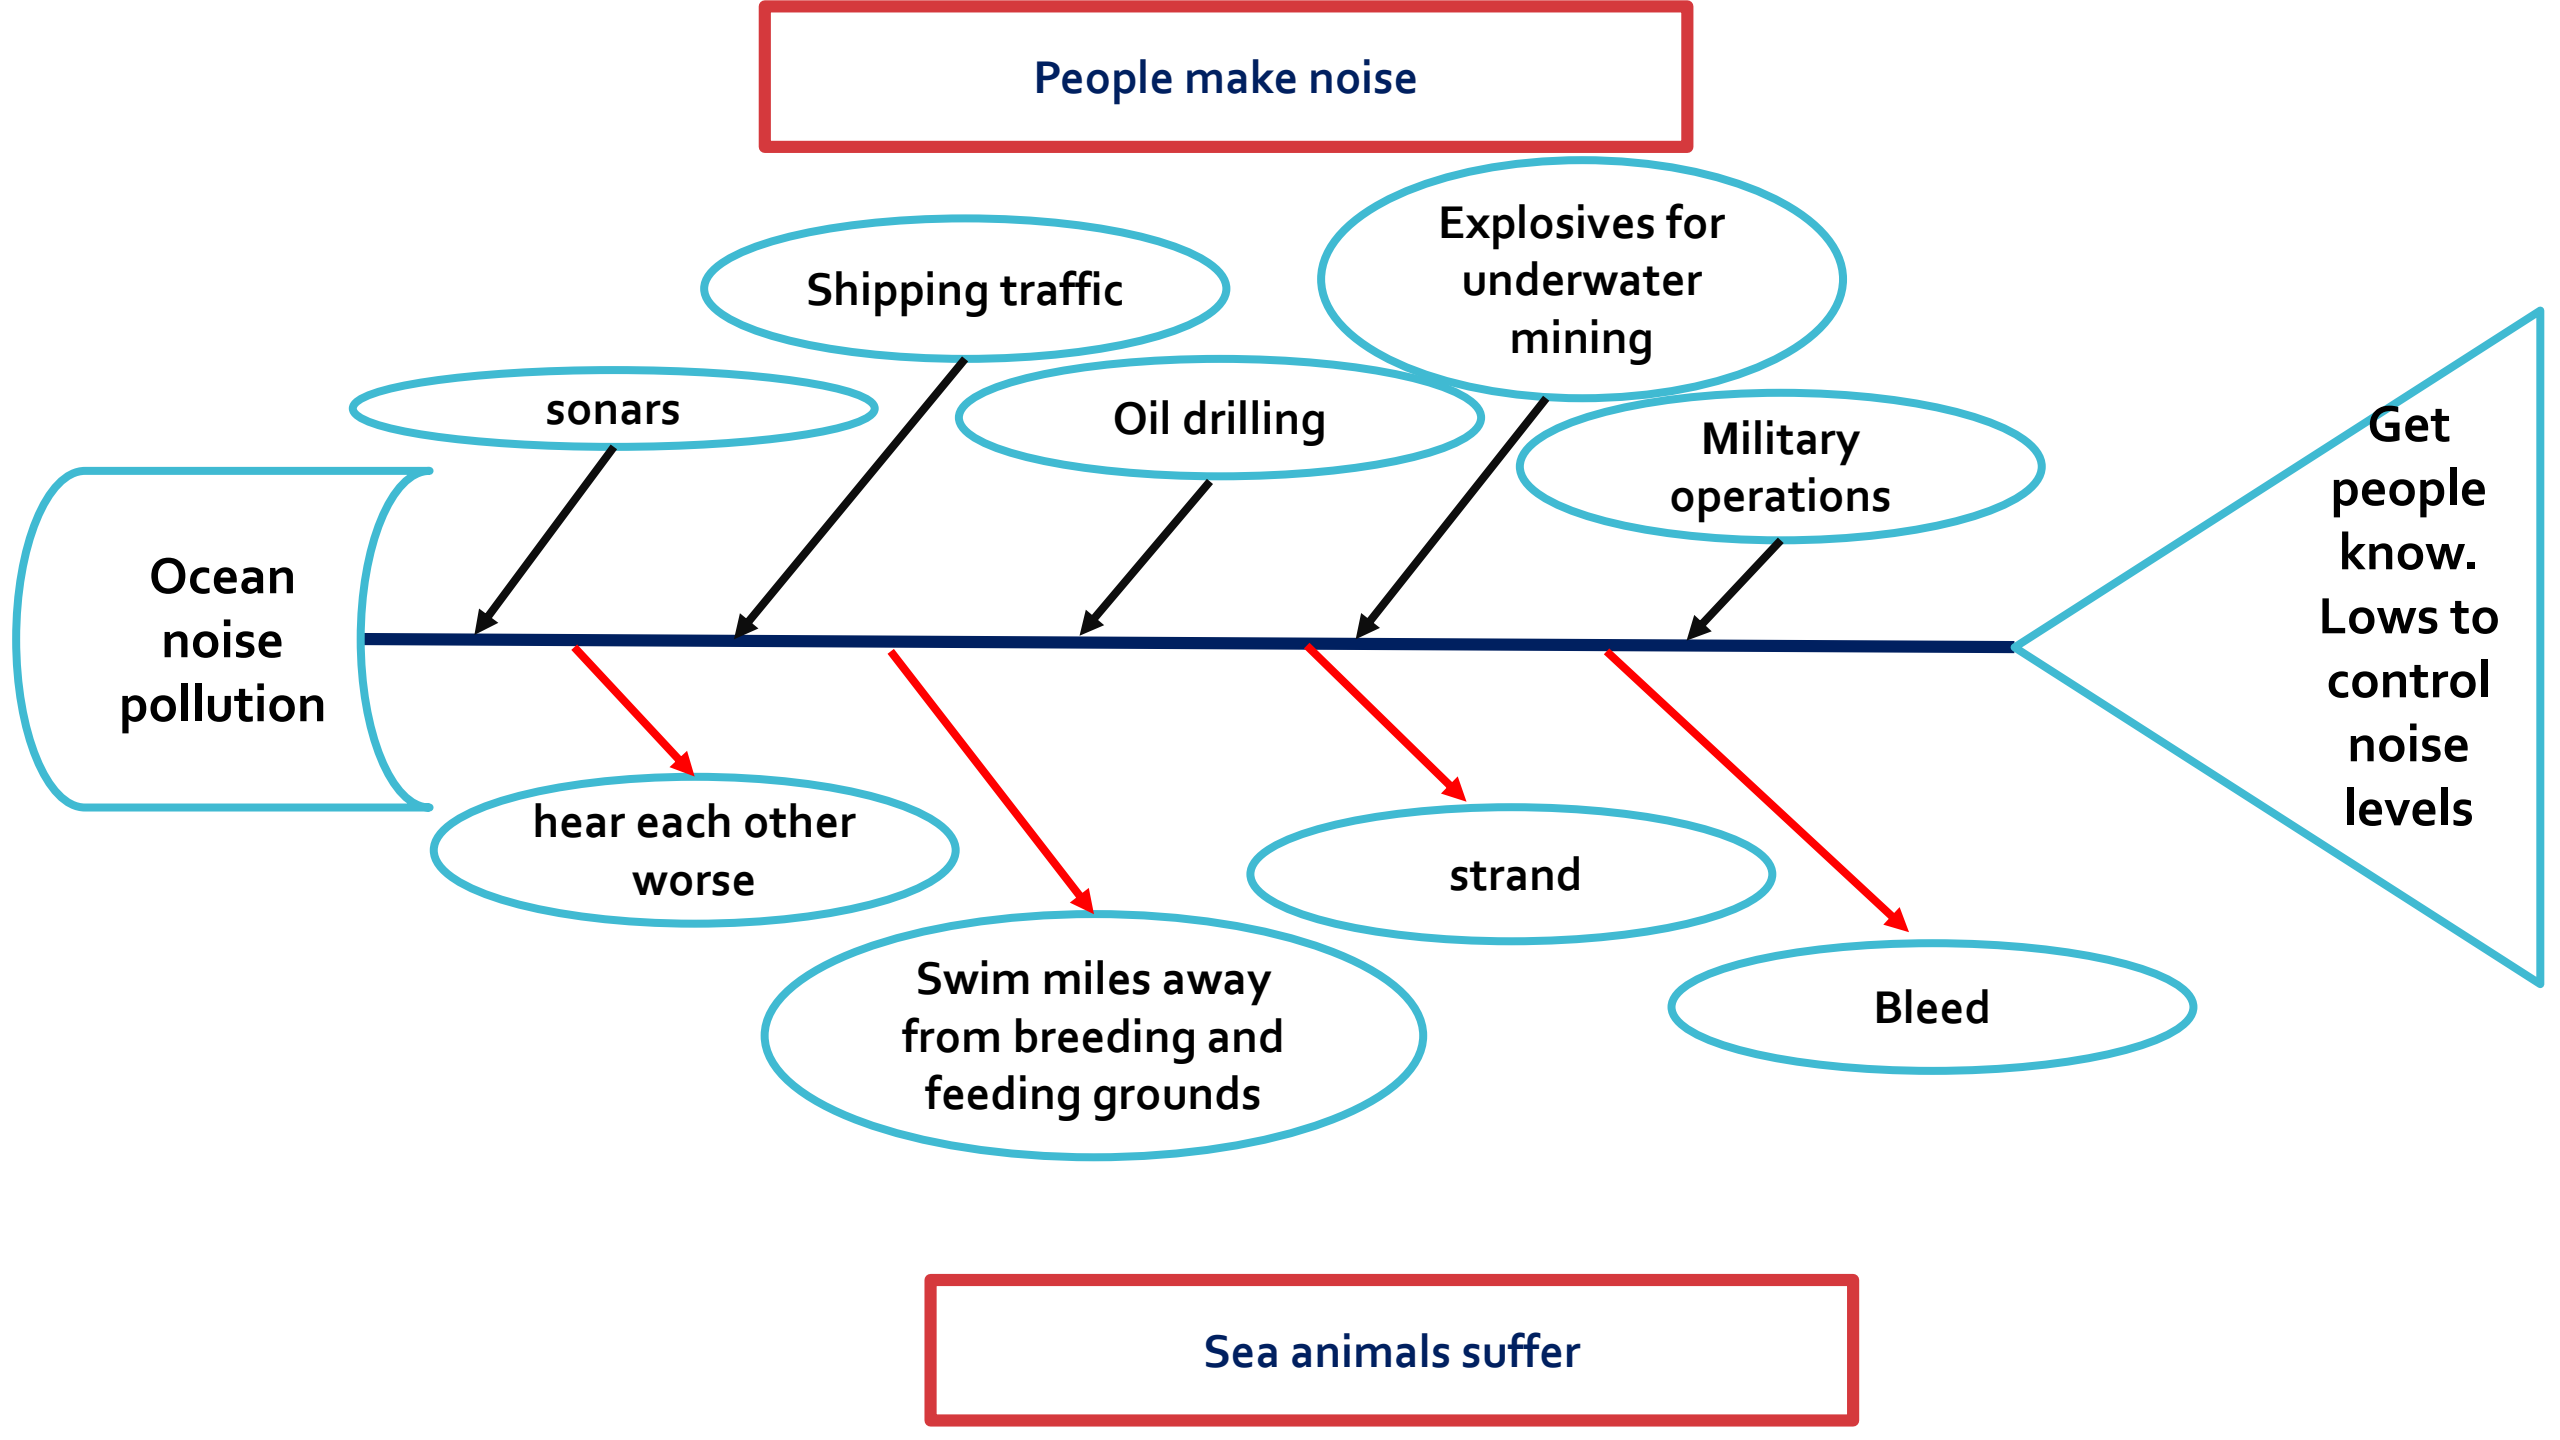 People make noise
Explosives for
underwater
mining
Shipping traffic
sonars
Oil drilling
Military
operations
Ocean
noise
pollution
Get
people
know.
Lows to
control
noise
levels
hear each other
worse
strand
Swim miles away
from breeding and
feeding grounds
Bleed
Sea animals suffer